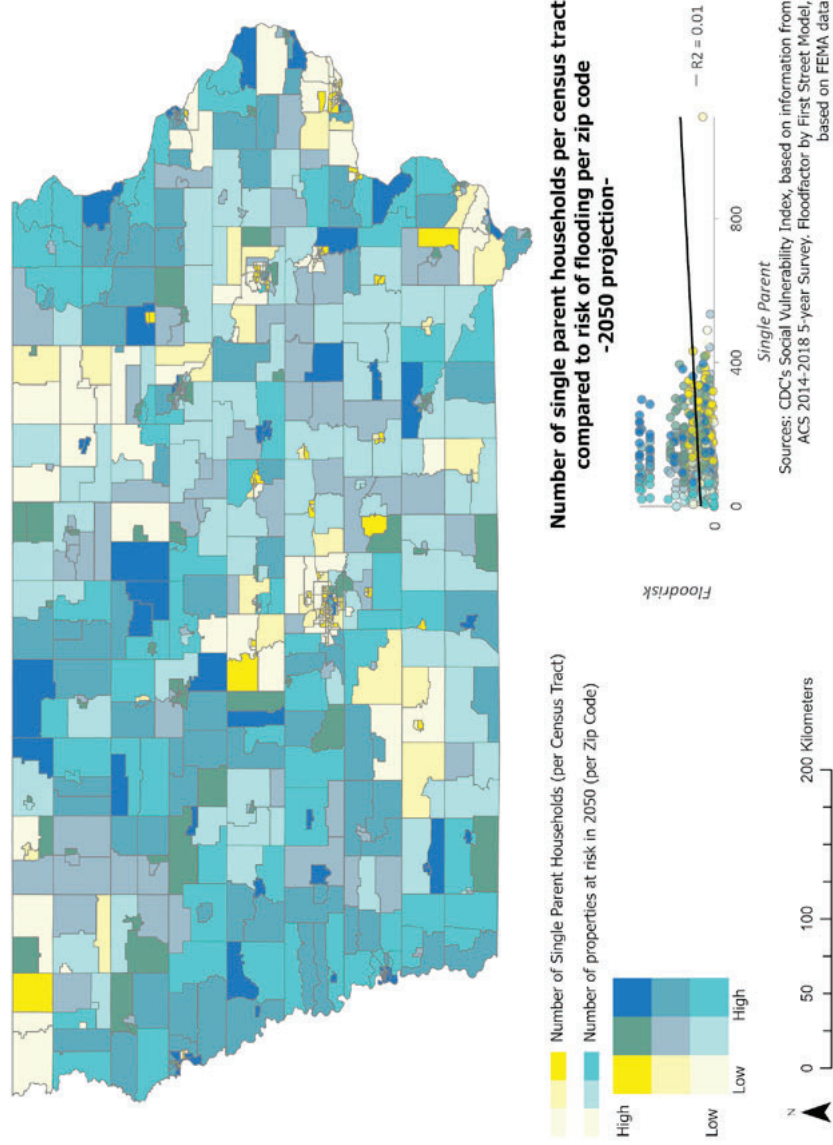 Number of single parent households per census tract
compared to risk of flooding per zip code
-2050 projection-
Number of Single Parent Households (per Census Tract)
Number of properties at risk in 2050 (per Zip Code)
High
Low
Low
High
N
0
50
100
200 Kilometers
Floodrisk
0
0
400
800
Single Parent
— R2 = 0.01
Sources: CDC's Social Vulnerability Index, based on information from
ACS 2014-2018 5-year Survey. Floodfactor by First Street Model,
based on FEMA data